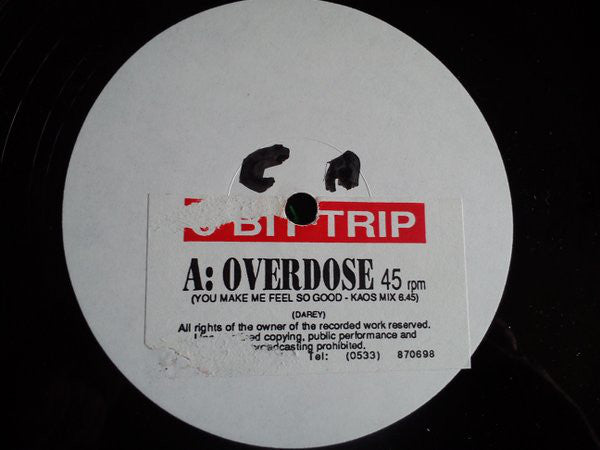 C A
BIT TRIP
A: OVERDOSE 45 rpm
(YOU MAKE ME FEEL SO GOOD - KAOS MIX 6.45)
(DAREY)
All rights of the owner of the recorded work reserved.
copying, public performance and
prohibited.
Tel: (0533) 870698